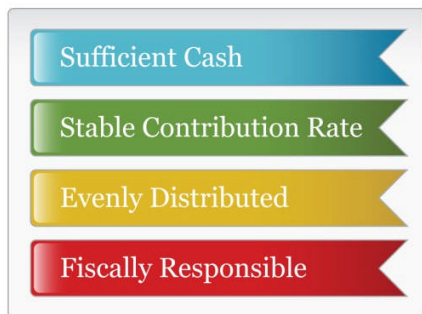 Sufficient Cash
Stable Contribution Rate
Evenly Distributed
Fiscally Responsible